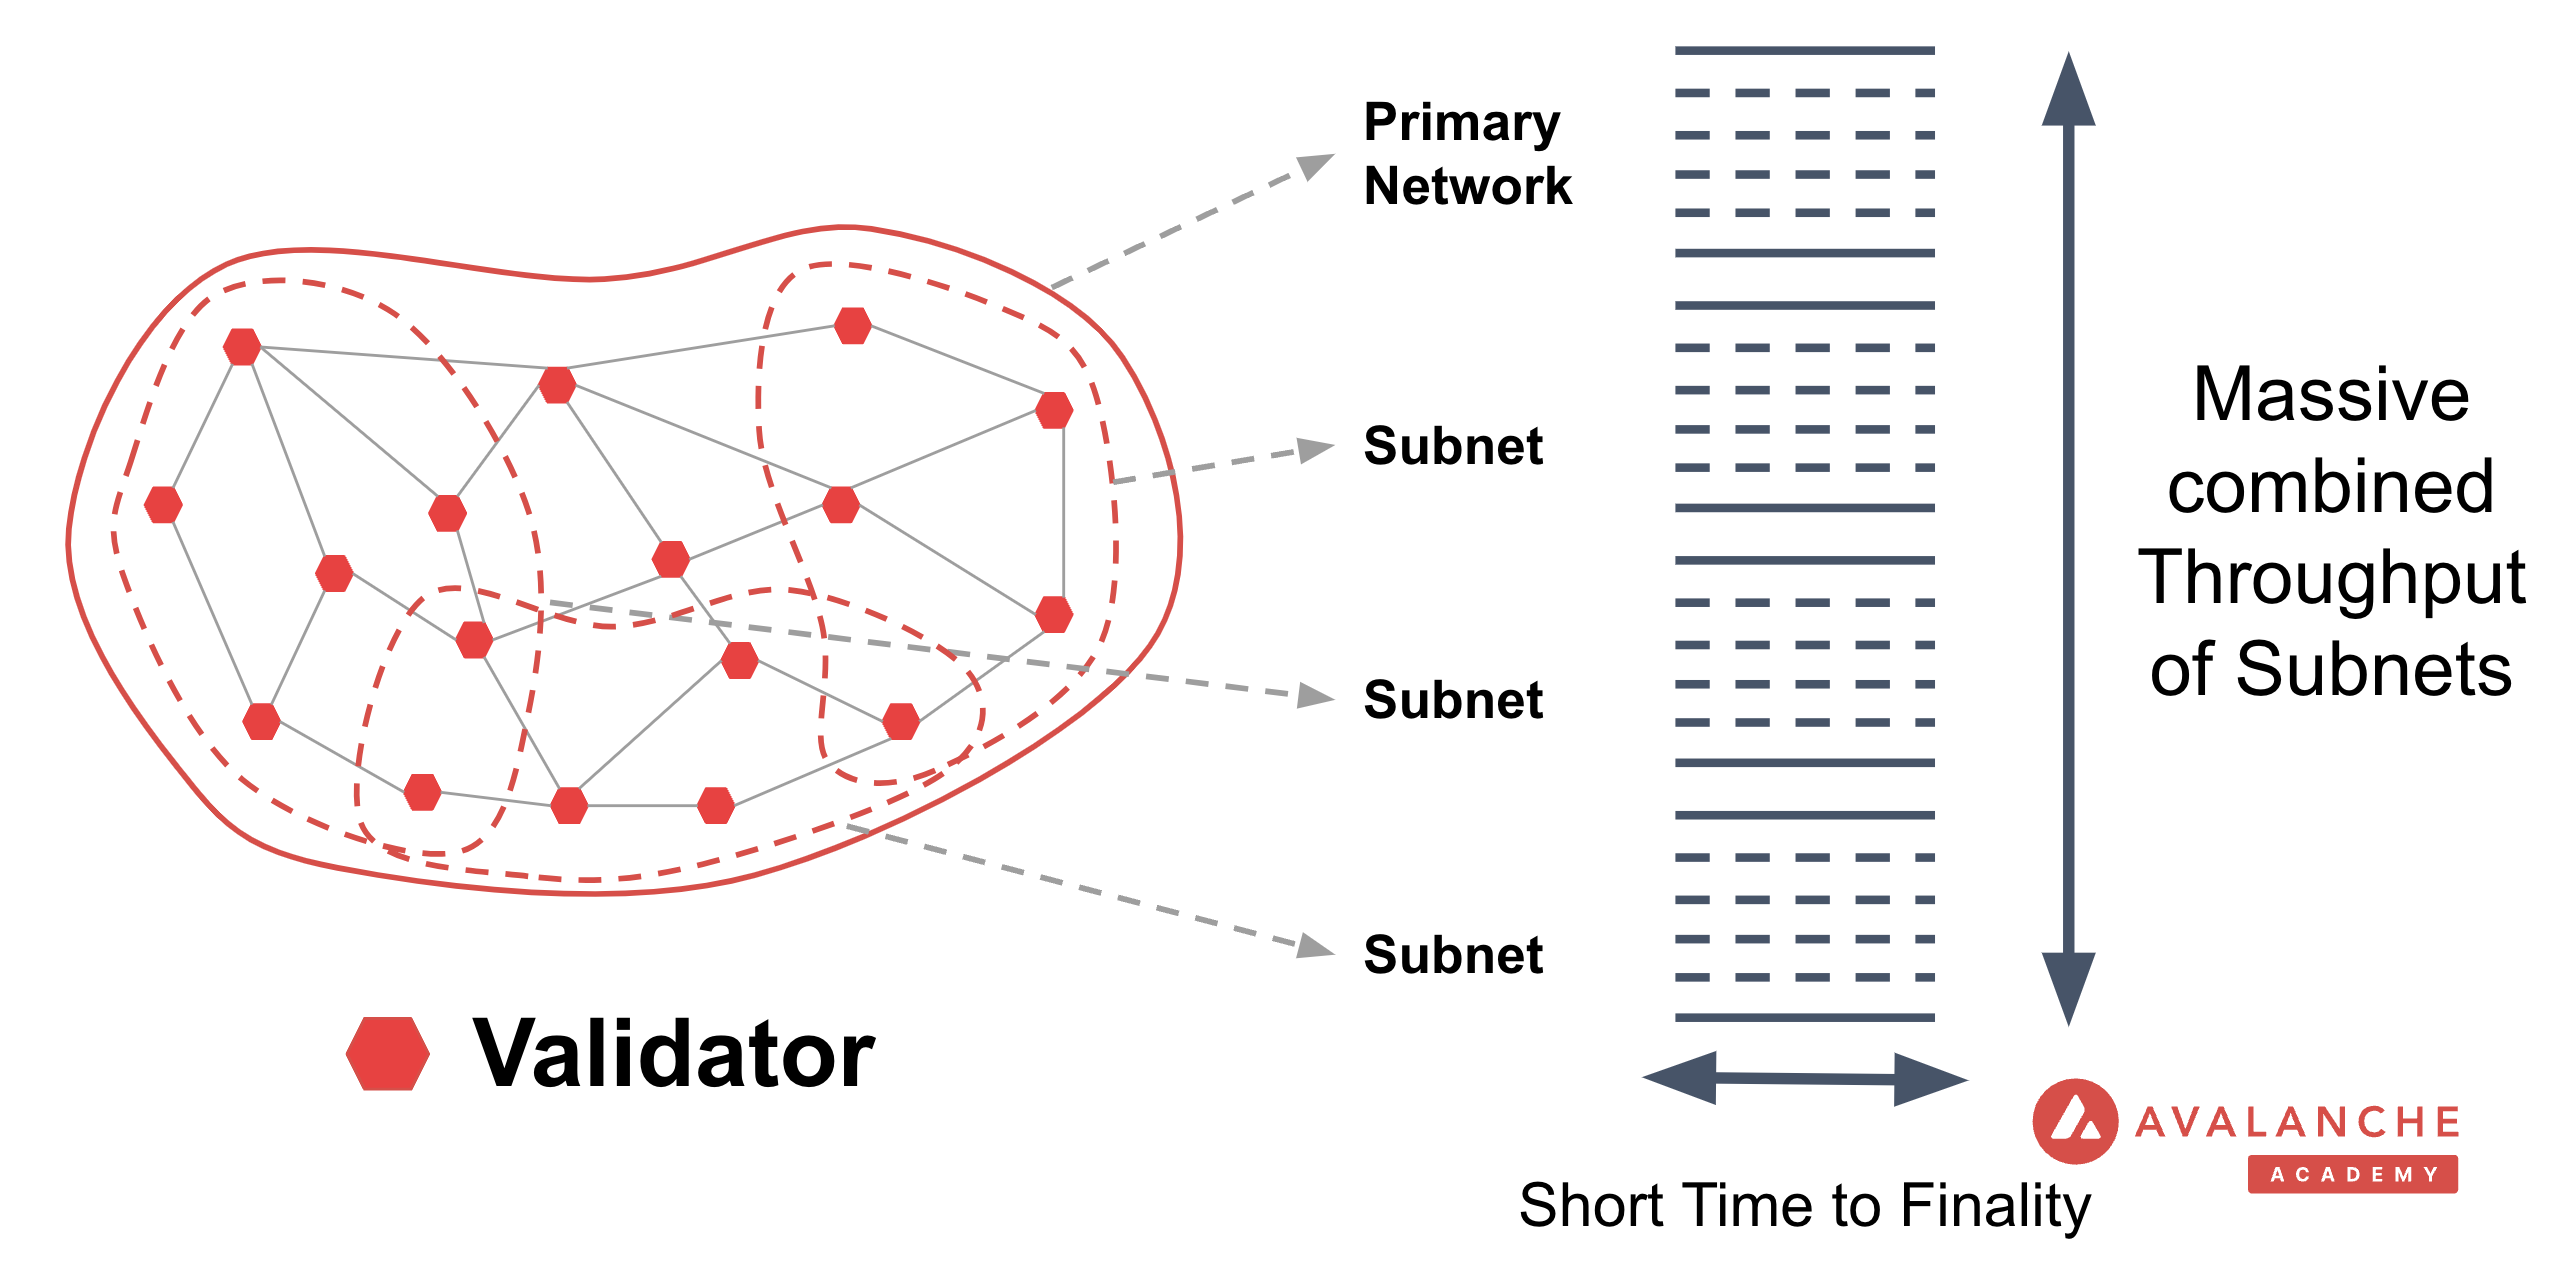 Primary
Network
Subnet
Subnet
Subnet
Validator
Massive
combined
Throughput
of Subnets
Short Time to Finality
AVALANCHE
ACADEMY